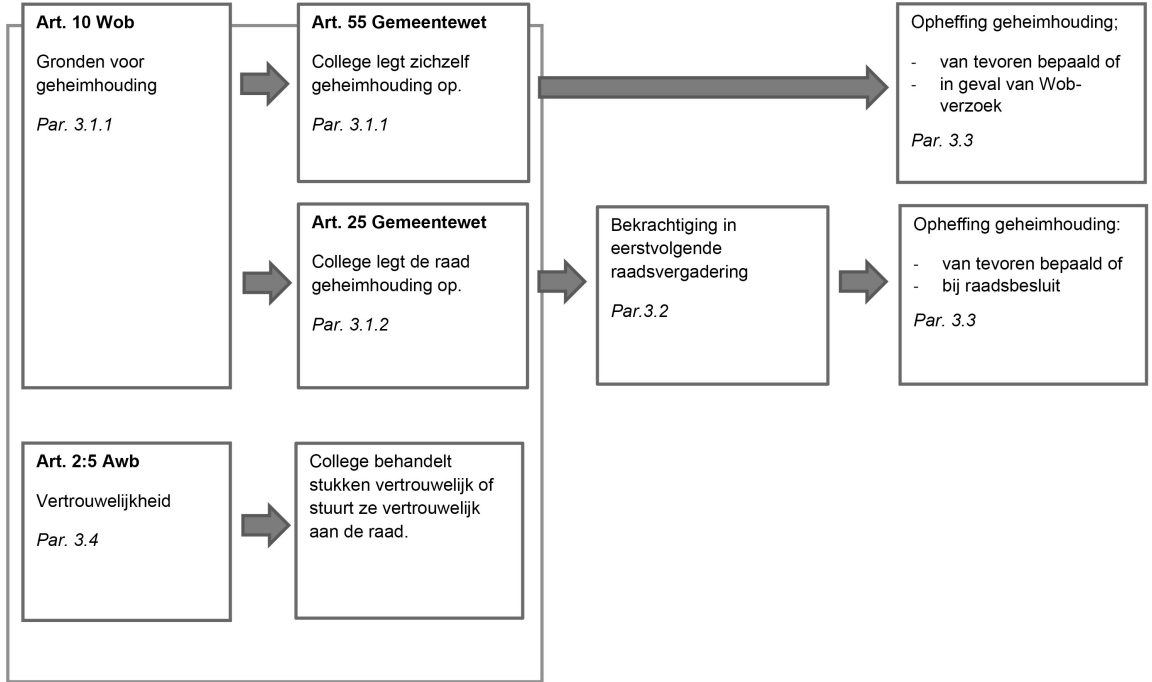 Art. 10 Wob
Gronden voor
geheimhouding
Par. 3.1.1
Art. 55 Gemeentewet
College legt zichzelf
geheimhouding op.
Par. 3.1.1
Opheffing geheimhouding;
- van tevoren bepaald of
- in geval van Wob-
verzoek
Par. 3.3
Art. 25 Gemeentewet
College legt de raad
geheimhouding op.
Par. 3.1.2
Bekrachtiging in
eerstvolgende
raadsvergadering
Par.3.2
Opheffing geheimhouding:
- van tevoren bepaald of
- bij raadsbesluit
Par. 3.3
Art. 2:5 Awb
Vertrouwelijkheid
Par. 3.4
College behandelt
stukken vertrouwelijk of
stuurt ze vertrouwelijk
aan de raad.